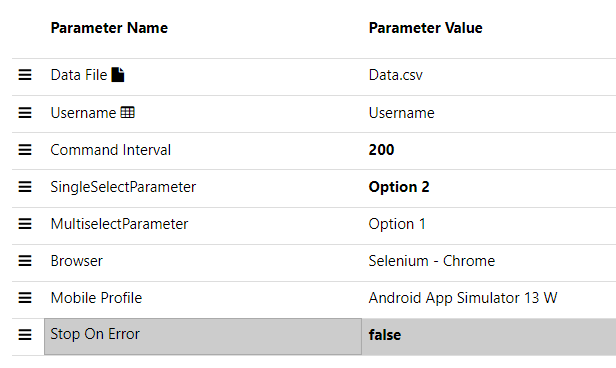 Parameter Name Parameter Value
Data File Data.csv
Username Username
Command Interval 200
SingleSelectParameter Option 2
MultiselectParameter Option 1
Browser Selenium - Chrome
Mobile Profile Android App Simulator 13 W
Stop On Error false